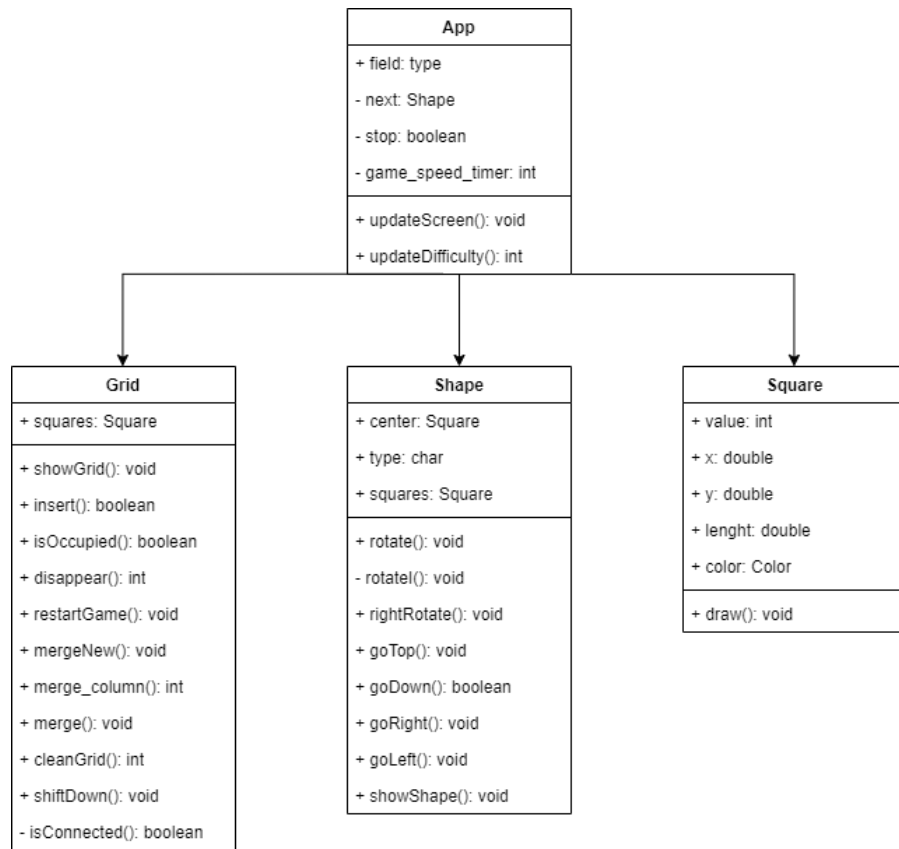 App
+ field: type
- next: Shape
- stop: boolean
- game_speed_timer: int
+ updateScreen(): void
+ updateDifficulty(): int
Grid
+ squares: Square
+ showGrid(): void
+ insert(): boolean
+ isOccupied(): boolean
+ disappear(): int
+ restartGame(): void
+ mergeNew(): void
+ merge_column(): int
+ merge(): void
+ cleanGrid(): int
+ shiftDown(): void
- isConnected(): boolean
Shape
+ center: Square
+ type: char
+ squares: Square
+ rotate(): void
- rotateI(): void
+ rightRotate(): void
+ goTop(): void
+ goDown(): boolean
+ goRight(): void
+ goLeft(): void
+ showShape(): void
Square
+ value: int
+ x: double
+ y: double
+ lenght: double
+ color: Color
+ draw(): void